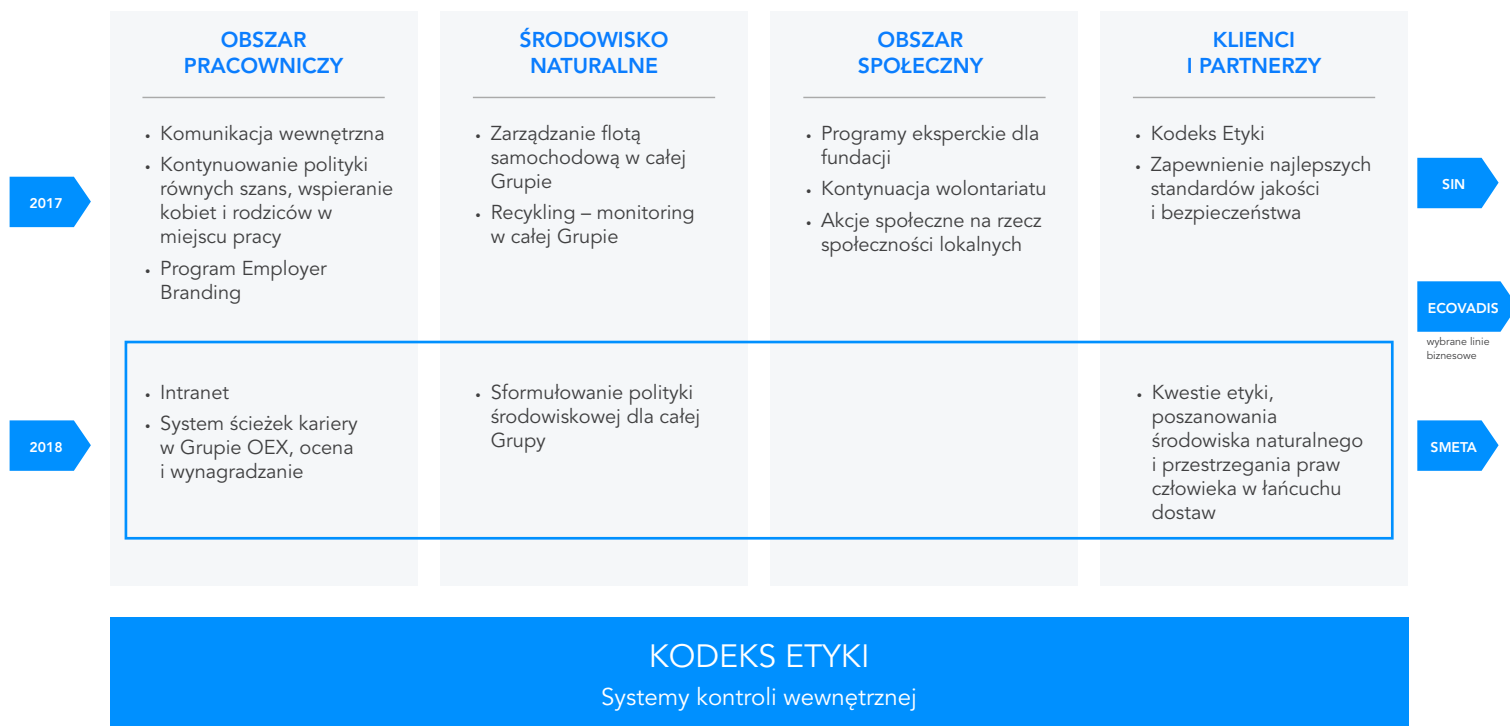 OBSZAR
PRACOWNICZY
ŚRODOWISKO
NATURALNE
OBSZAR
SPOŁECZNY
KLIENCI
I PARTNERZY
2017
• Komunikacja wewnętrzna
• Kontynuowanie polityki
równych szans, wspieranie
kobiet i rodziców w
miejscu pracy
• Program Employer
Branding
• Zarządzanie flotą
samochodową w całej
Grupie
• Recykling – monitoring
w całej Grupie
• Programy eksperckie dla
fundacji
• Kontynuacja wolontariatu
• Akcje społeczne na rzecz
społeczności lokalnych
• Kodeks Etyki
• Zapewnienie najlepszych
standardów jakości
i bezpieczeństwa
SIN
ECOVADIS
wybrane linie
biznesowe
2018
• Intranet
• System ścieżek kariery
w Grupie OEX, ocena
i wynagradzanie
• Sformułowanie polityki
środowiskowej dla całej
Grupy
• Kwestie etyki,
poszanowania
środowiska naturalnego
i przestrzegania praw
człowieka w łańcuchu
dostaw
SMETA
KODEKS ETYKI
Systemy kontroli wewnętrznej